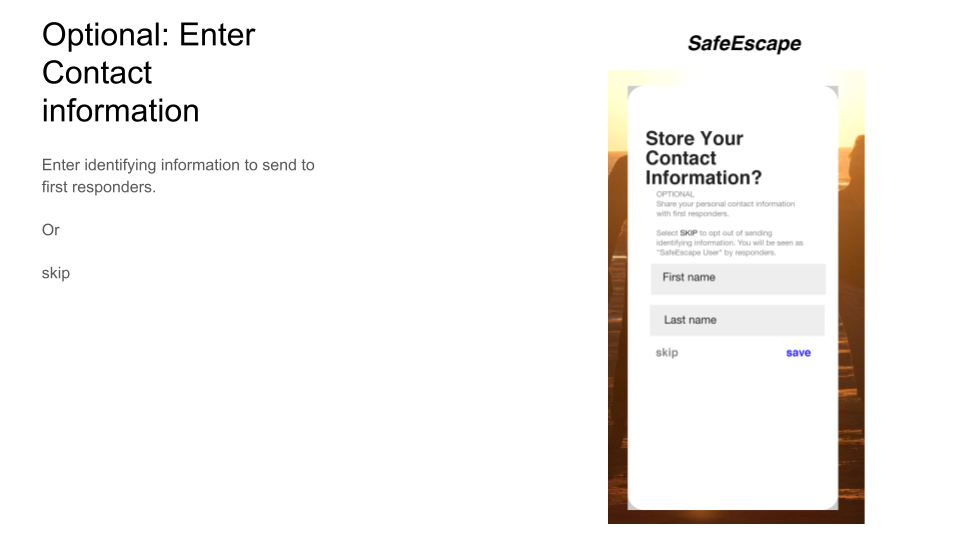 Optional: Enter
Contact
information
Enter identifying information to send to
first responders.
Or
skip
SafeEscape
Store Your
Contact
Information?
OPTIONAL
Share your personal contact information
with first responders.
Select SKIP to opt out of sending
identifying information. You will be seen as
"SafeEscape User" by responders.
First name
Last name
skip
save